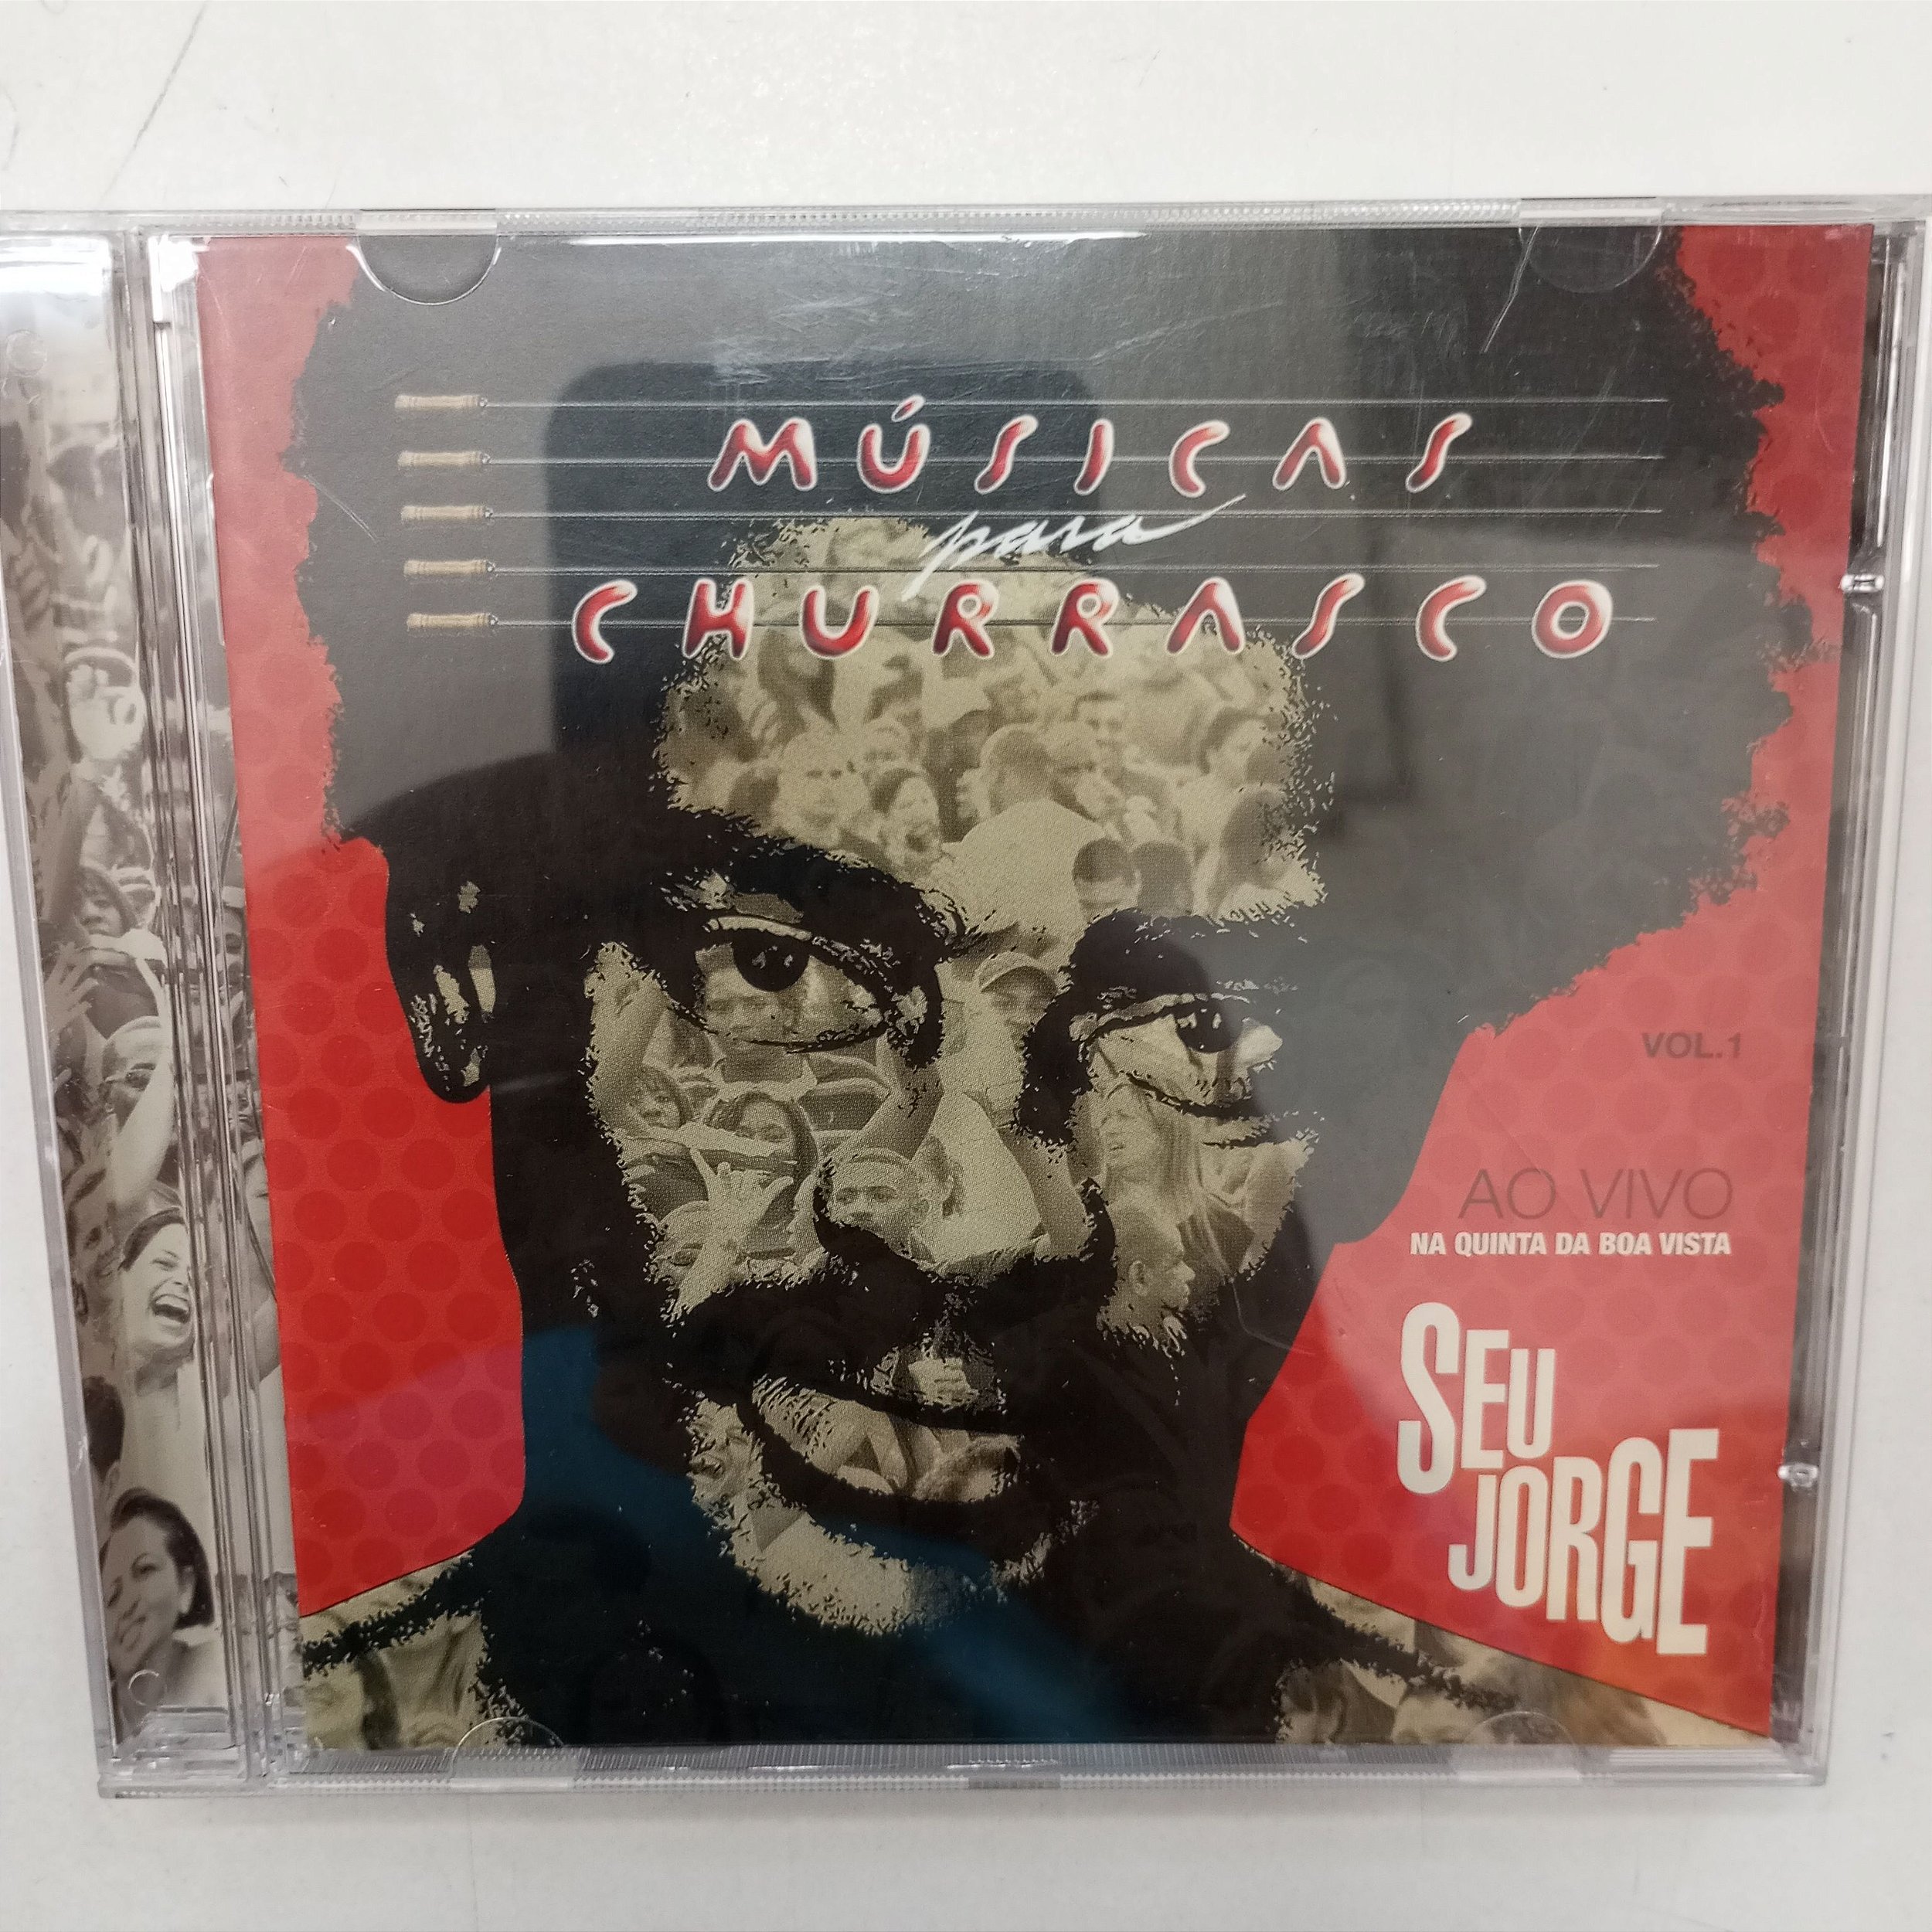 MÚSICAS
para
CHURRASCO
VOL.1
AO VIVO
NA QUINTA DA BOA VISTA
SEU
JORGE